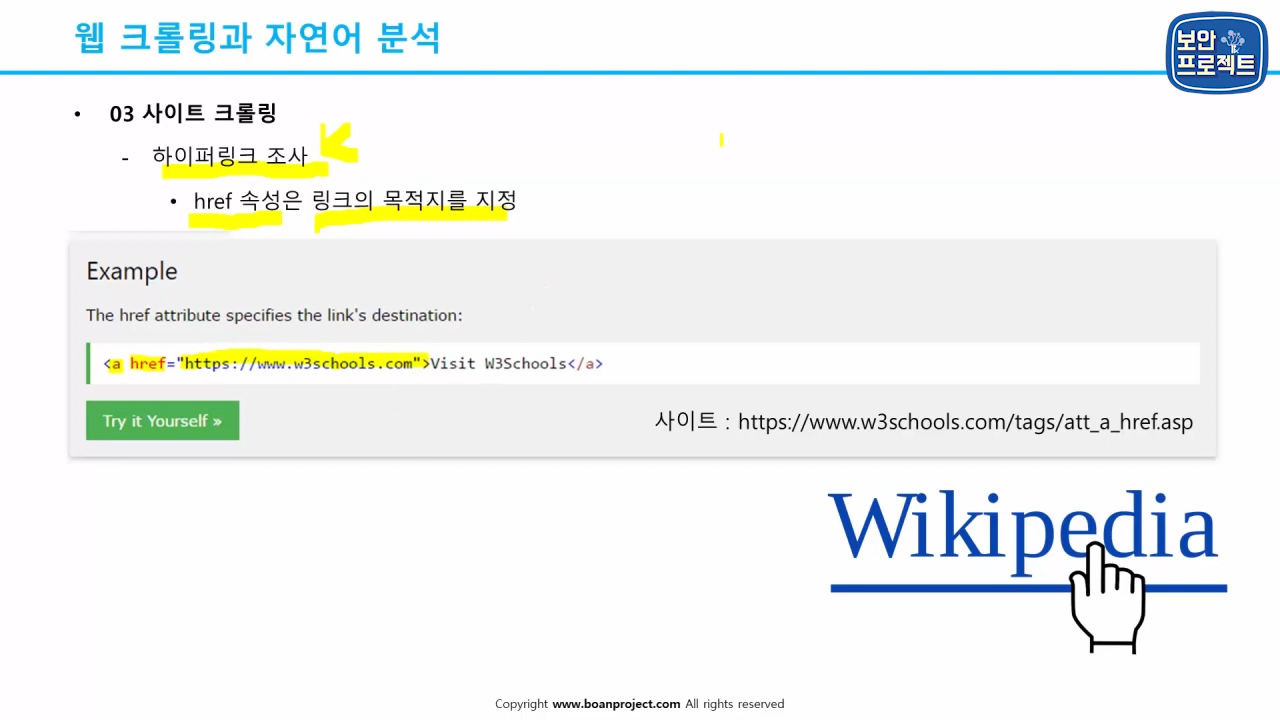 웹 크롤링과 자연어 분석
보안
프로젝트
• 03 사이트 크롤링
- 하이퍼링크 조사
• href 속성은 링크의 목적지를 지정
Example
The href attribute specifies the link's destination:
<a href="https://www.w3schools.com">Visit W3Schools</a>
Try it Yourself »
사이트 : https://www.w3schools.com/tags/att_a_href.asp
Wikipedia
Copyright www.boanproject.com All rights reserved